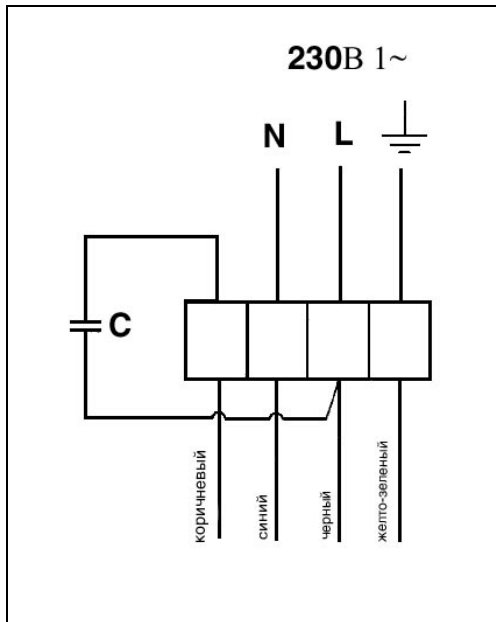 230В 1~
N L
C
коричневый
синий
черный
желто-зеленый